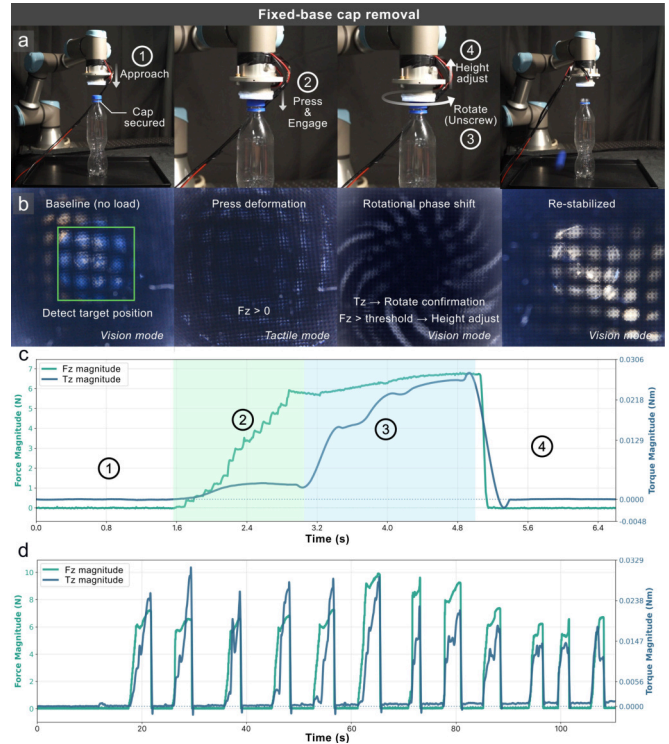 Fixed-base cap removal
a
1
Approach
Cap
secured
2
Press
&
Engage
4
Height
adjust
Rotate
(Unscrew)
3
b
Baseline (no load)
Detect target position
Vision mode
Press deformation
Fz > 0
Tactile mode
Rotational phase shift
Tz → Rotate confirmation
Fz > threshold → Height adjust
Vision mode
Re-stabilized
Vision mode
c
Fz magnitude
Tz magnitude
Force Magnitude (N)
7
6
5
4
3
2
1
0
1
2
3
4
0.0306
0.0218
0.0129
0.0000
-0.0048
Torque Magnitude (Nm)
0.0 0.8 1.6 2.4 3.2 4.0 4.8 5.6 6.4
Time (s)
d
Fz magnitude
Tz magnitude
Force Magnitude (N)
10
8
6
4
2
0
0.0329
0.0238
0.0147
0.0056
0.0000
Torque Magnitude (Nm)
0 20 40 60 80 100
Time (s)